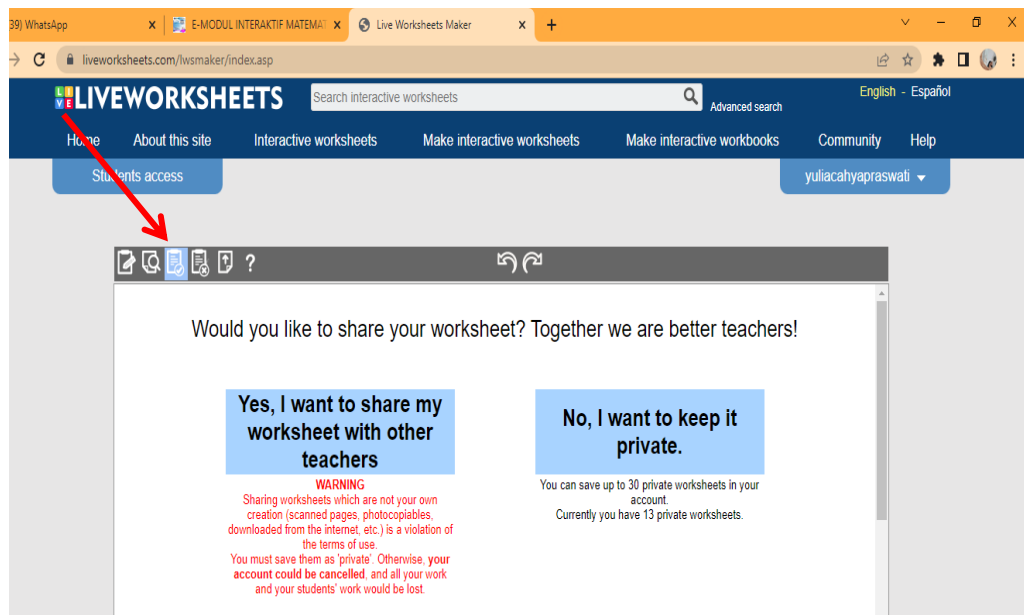 39) WhatsApp
E-MODUL INTERAKTIF MATEMAT
Live Worksheets Maker
liveworksheets.com/lwsmaker/index.asp
LIVE LIVEWORKSHEETS
Search interactive worksheets
Advanced search
English - Español
Home About this site Interactive worksheets Make interactive worksheets Make interactive workbooks Community Help
Students access
yuliacahyapraswati
?
Would you like to share your worksheet? Together we are better teachers!
Yes, I want to share my
worksheet with other
teachers
WARNING
Sharing worksheets which are not your own
creation (scanned pages, photocopiables,
downloaded from the internet, etc.) is a violation of
the terms of use.
You must save them as 'private'. Otherwise, your
account could be cancelled, and all your work
and your students' work would be lost.
No, I want to keep it
private.
You can save up to 30 private worksheets in your
account.
Currently you have 13 private worksheets.